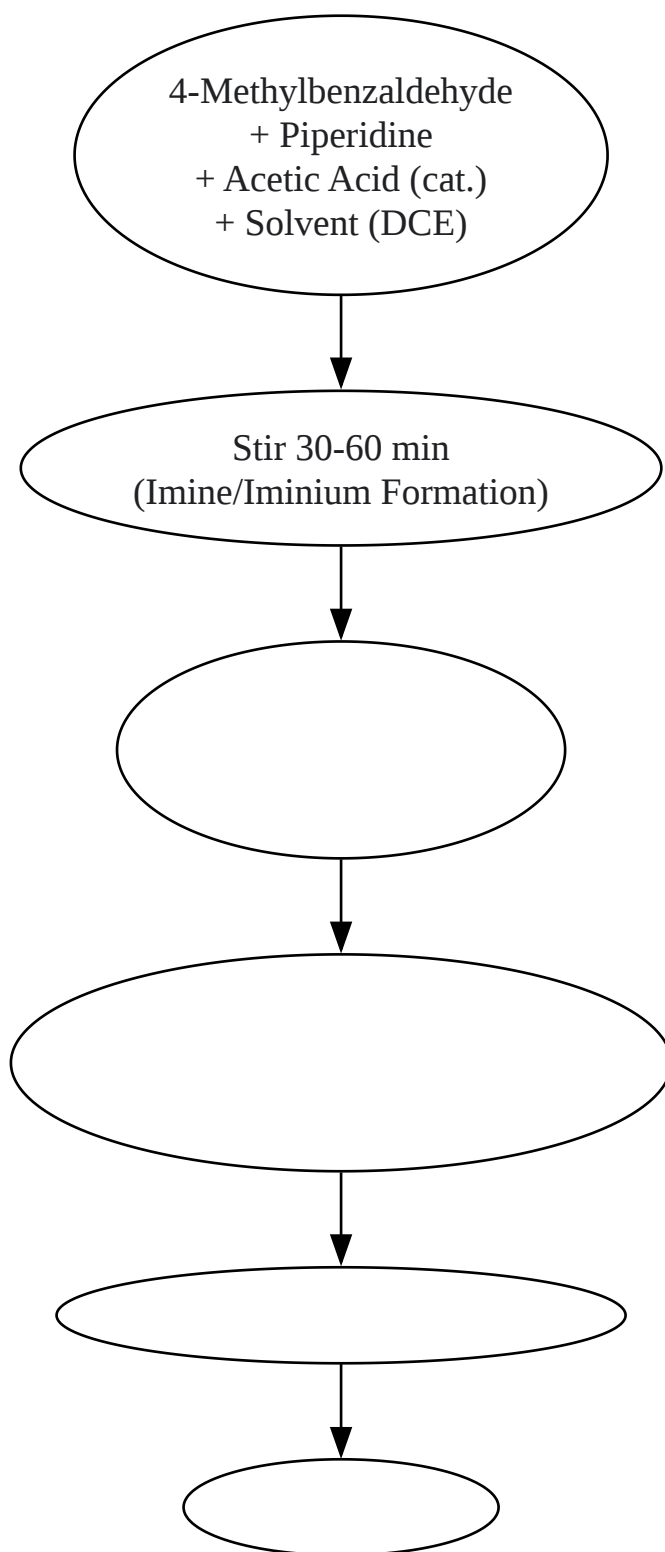 4-Methylbenzaldehyde
+ Piperidine
+ Acetic Acid (cat.)
+ Solvent (DCE)
Stir 30-60 min
(Imine/Iminium Formation)